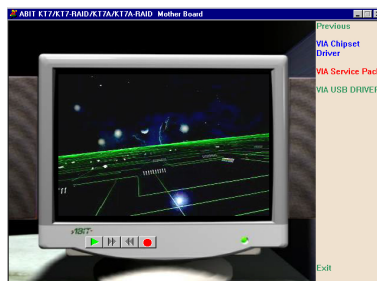 ABIT KT7/KT7-RAID/KT7A/KT7A-RAID Mother Board
Previous
VIA Chipset
Driver
VIA Service Pack
VIA USB DRIVER
ABIT
Exit